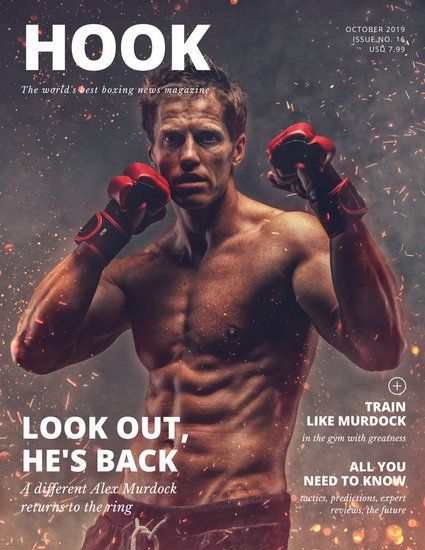 HOOK
The world's best boxing news magazine
OCTOBER 2019
ISSUE NO. 16
USD 7.99
LOOK OUT,
HE'S BACK
A different Alex Murdock
returns to the ring
TRAIN
LIKE MURDOCK
in the gym with greatness
ALL YOU
NEED TO KNOW
tactics, predictions, expert
reviews, the future